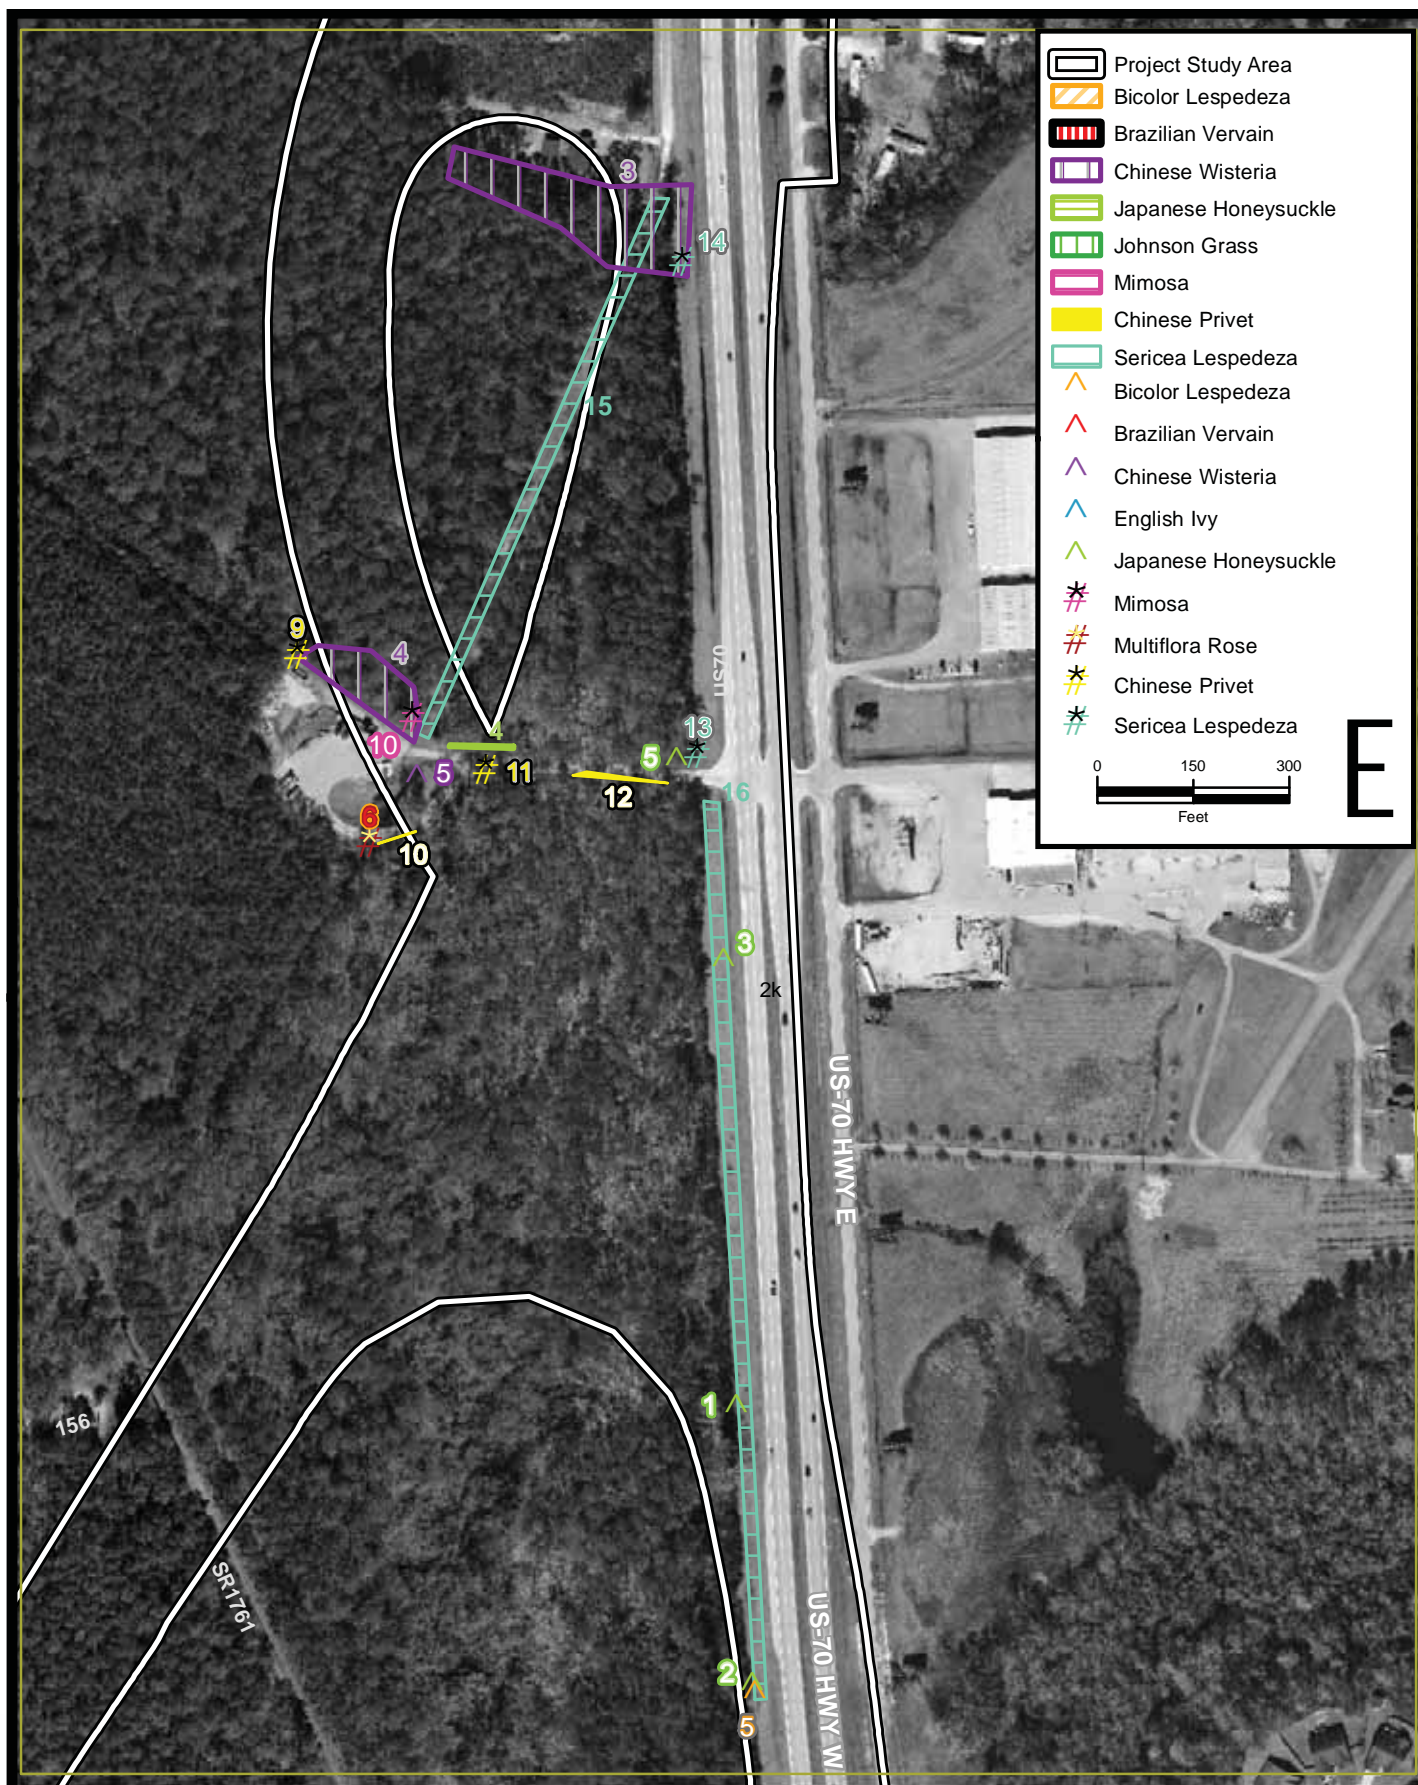 Project Study Area
Bicolor Lespedeza
Brazilian Vervain
Chinese Wisteria
Japanese Honeysuckle
Johnson Grass
Mimosa
Chinese Privet
Sericea Lespedeza
Bicolor Lespedeza
Brazilian Vervain
Chinese Wisteria
English Ivy
Japanese Honeysuckle
Mimosa
Multiflora Rose
Chinese Privet
Sericea Lespedeza
0 150 300
Feet
E
3
14
15
9
4
US70
10
4
13
5
11
5
12
16
6
10
3
2k
US-70 HWY E
1
156
SR1761
US-70 HWY W
2
5